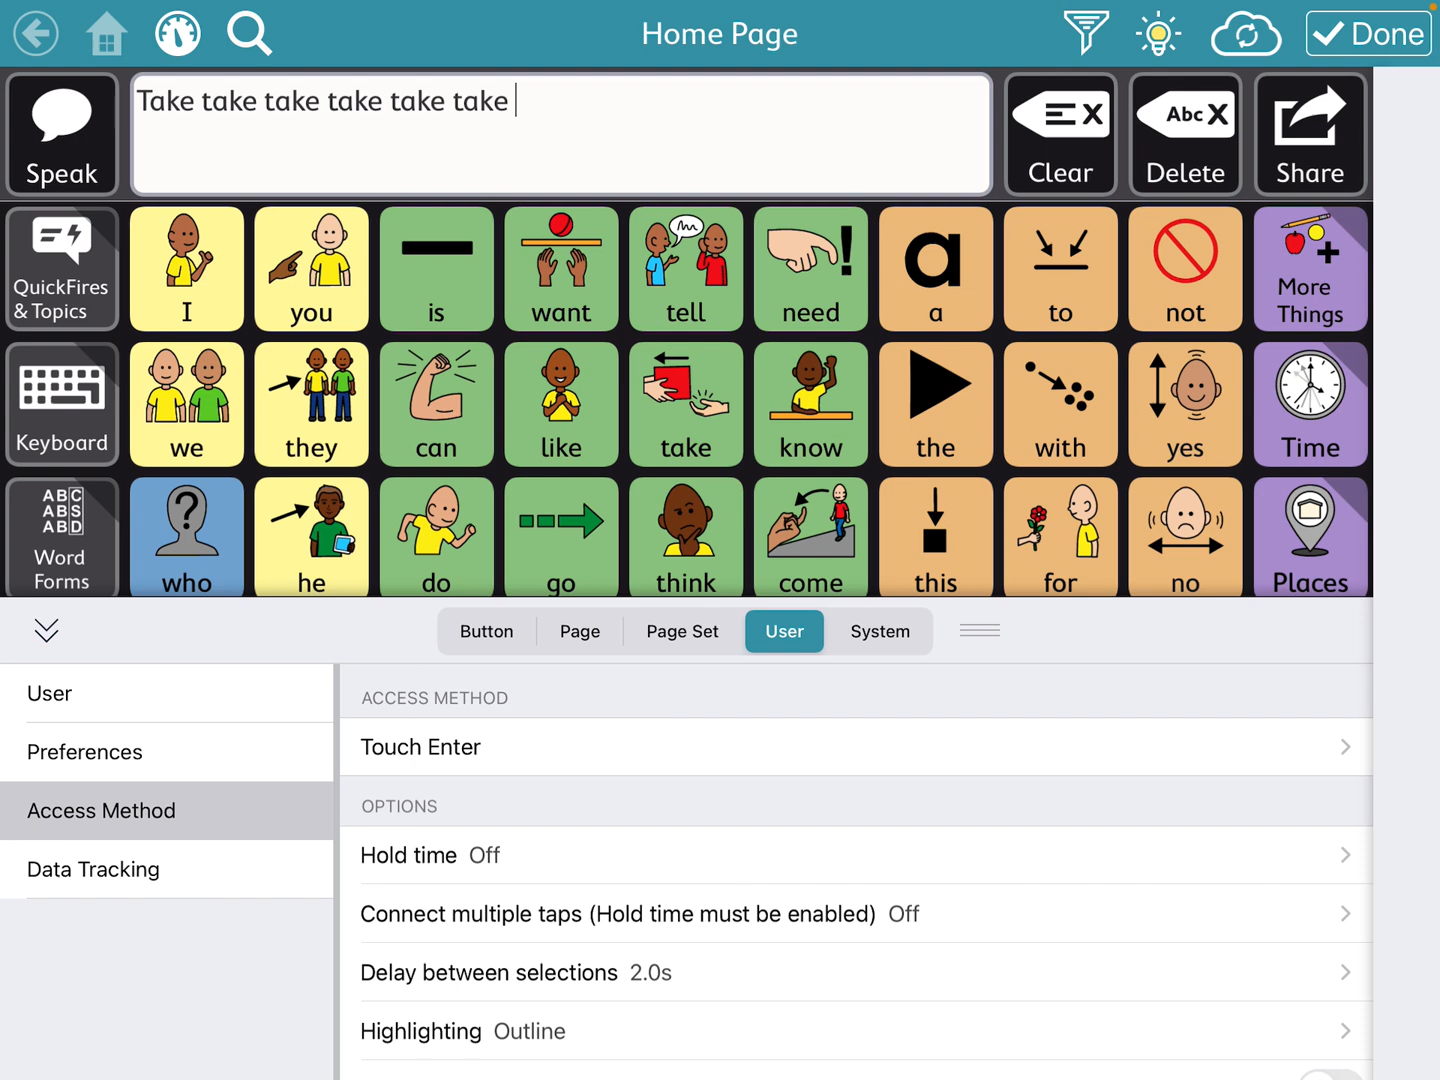 Home Page
Done
Speak
Take take take take take take
Clear
Abc X
Delete
Share
QuickFires
& Topics
I
you
is
want
tell
need
a
a
to
not
More
Things
Keyboard
we
they
can
like
take
know
the
with
yes
Time
ABC
ABS
ABD
Word
Forms
who
he
do
go
think
come
this
for
no
Places
Button
Page
Page Set
User
System
User
Preferences
Access Method
Data Tracking
ACCESS METHOD
Touch Enter
OPTIONS
Hold time Off
Connect multiple taps (Hold time must be enabled) Off
Delay between selections 2.0s
Highlighting Outline